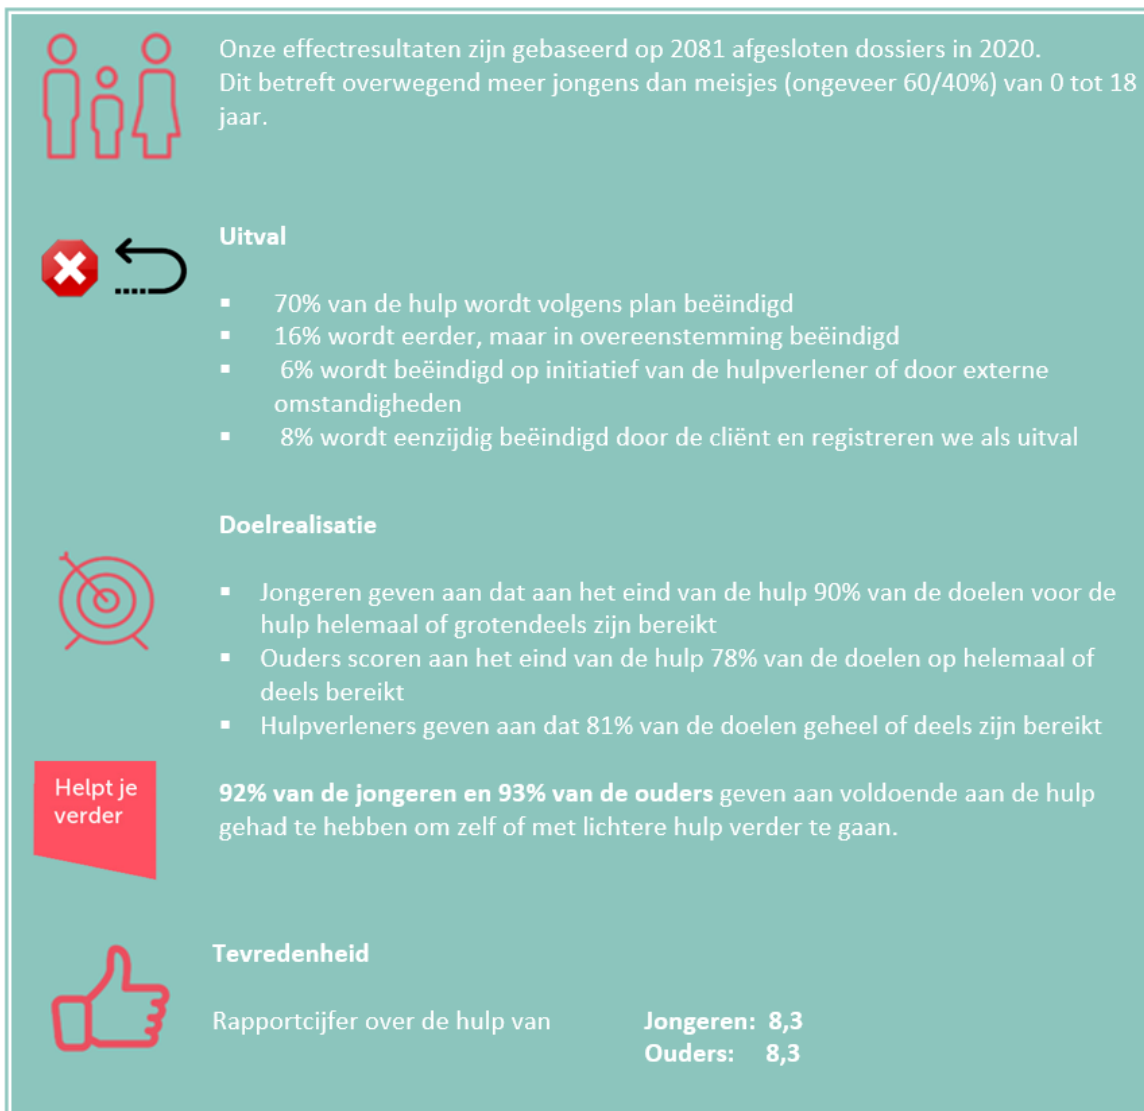 Onze effectresultaten zijn gebaseerd op 2081 afgesloten dossiers in 2020.
Dit betreft overwegend meer jongens dan meisjes (ongeveer 60/40%) van 0 tot 18
jaar.
Uitval
▪ 70% van de hulp wordt volgens plan beëindigd
▪ 16% wordt eerder, maar in overeenstemming beëindigd
▪ 6% wordt beëindigd op initiatief van de hulpverlener of door externe
omstandigheden
▪ 8% wordt eenzijdig beëindigd door de cliënt en registreren we als uitval
Doelrealisatie
▪ Jongeren geven aan dat aan het eind van de hulp 90% van de doelen voor de
hulp helemaal of grotendeels zijn bereikt
▪ Ouders scoren aan het eind van de hulp 78% van de doelen op helemaal of
deels bereikt
▪ Hulpverleners geven aan dat 81% van de doelen geheel of deels zijn bereikt
Helpt je
verder
92% van de jongeren en 93% van de ouders geven aan voldoende aan de hulp
gehad te hebben om zelf of met lichtere hulp verder te gaan.
Tevredenheid
Rapportcijfer over de hulp van Jongeren: 8,3
Ouders: 8,3